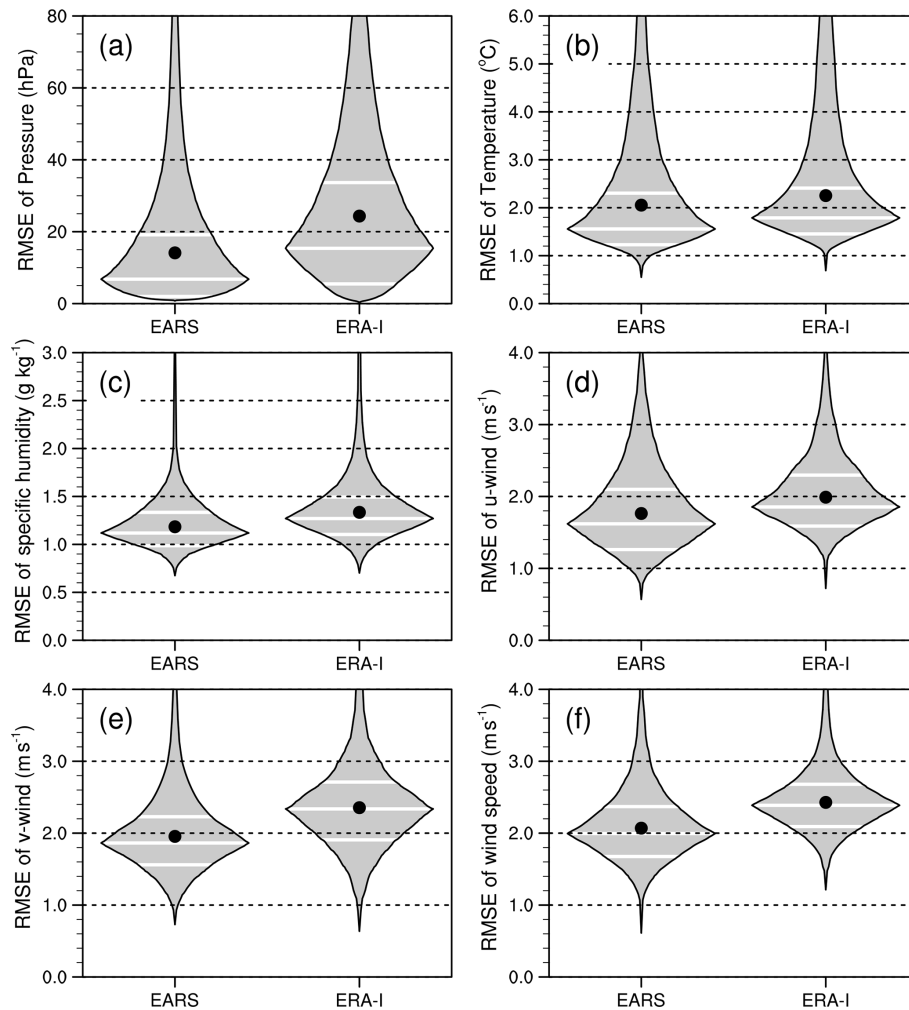 (a)
RMSE of Pressure (hPa)
80
60
40
20
0
EARS
ERA-I
(b)
RMSE of Temperature (°C)
6.0
5.0
4.0
3.0
2.0
1.0
0.0
EARS
ERA-I
(c)
RMSE of specific humidity (g kg⁻¹)
3.0
2.5
2.0
1.5
1.0
0.5
0.0
EARS
ERA-I
(d)
RMSE of u-wind (ms⁻¹)
4.0
3.0
2.0
1.0
0.0
EARS
ERA-I
(e)
RMSE of v-wind (ms⁻¹)
4.0
3.0
2.0
1.0
0.0
EARS
ERA-I
(f)
RMSE of wind speed (ms⁻¹)
4.0
3.0
2.0
1.0
0.0
EARS
ERA-I